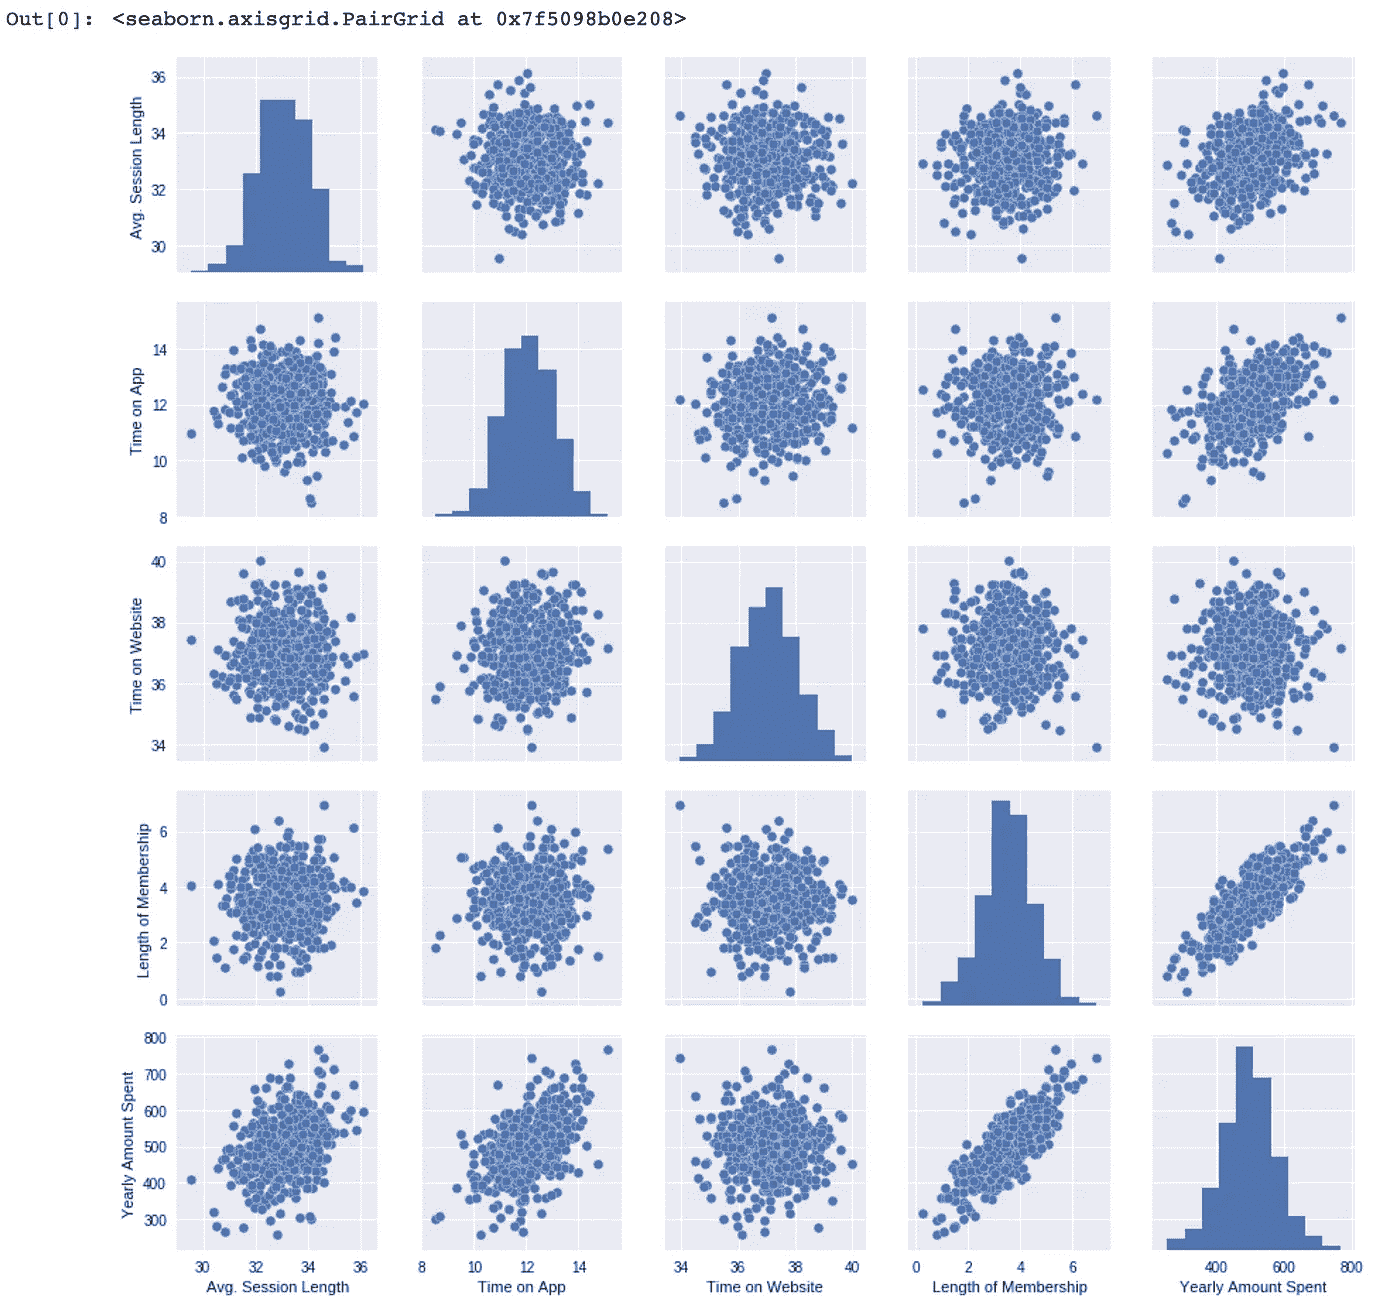 Out[0]: <seaborn.axisgrid.PairGrid at 0x7f5098b0e208>
Avg. Session Length
36
34
32
30
Time on App
14
12
10
8
Time on Website
40
38
36
34
Length of Membership
6
4
2
0
Yearly Amount Spent
800
700
600
500
400
300
30 32 34 36 8 10 12 14 34 36 38 40 0 2 4 6 400 600 800
Avg. Session Length Time on App Time on Website Length of Membership Yearly Amount Spent